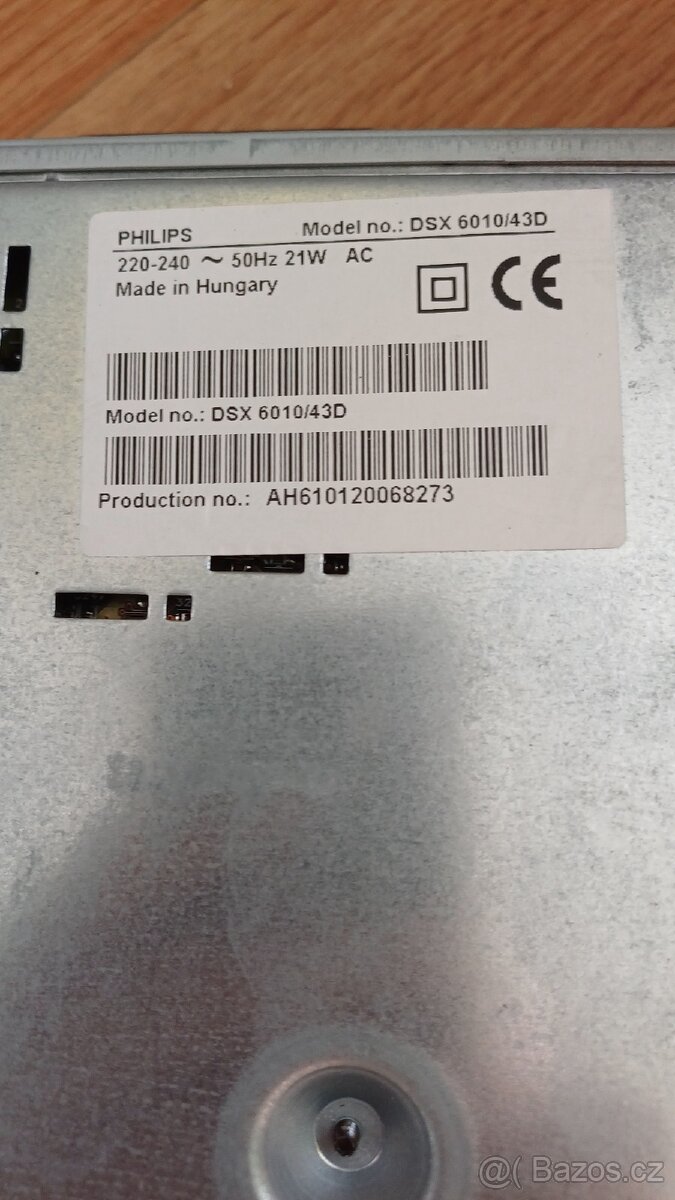 PHILIPS Model no.: DSX 6010/43D
220-240 ~ 50Hz 21W AC
Made in Hungary
CE
Model no.: DSX 6010/43D
Production no.: AH610120068273
@( Bazos.cz